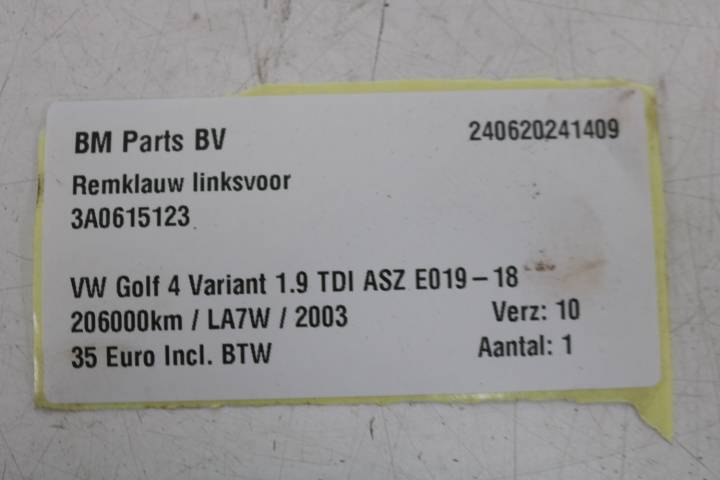 BM Parts BV 240620241409
Remklauw linksvoor
3A0615123
VW Golf 4 Variant 1.9 TDI ASZ E019-18
206000km / LA7W / 2003 Verz: 10
35 Euro Incl. BTW Aantal: 1